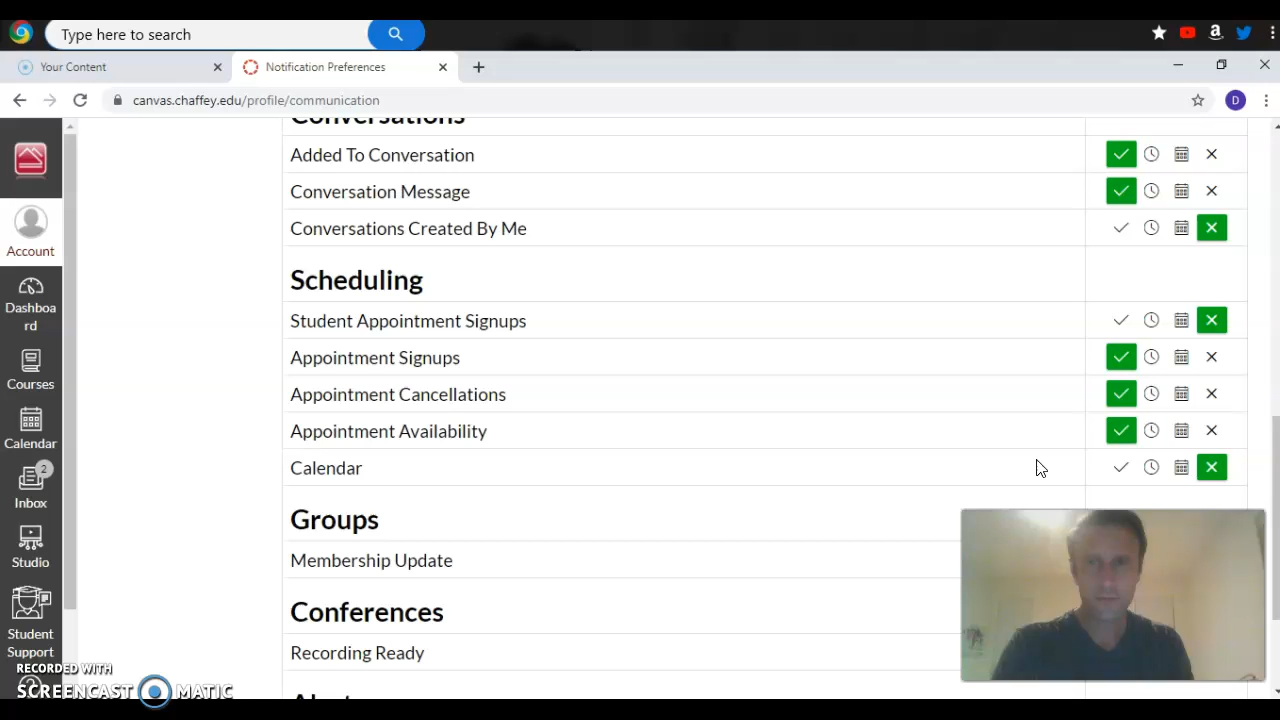 Type here to search
Your Content
Notification Preferences
canvas.chaffey.edu/profile/communication
D
Conversations
Added To Conversation
Conversation Message
Conversations Created By Me
Scheduling
Student Appointment Signups
Appointment Signups
Appointment Cancellations
Appointment Availability
Calendar
Groups
Membership Update
Conferences
Recording Ready
Account
Dashboa
rd
Courses
Calendar
2
Inbox
Studio
Student
Support
RECORDED WITH
SCREENCAST MATIC